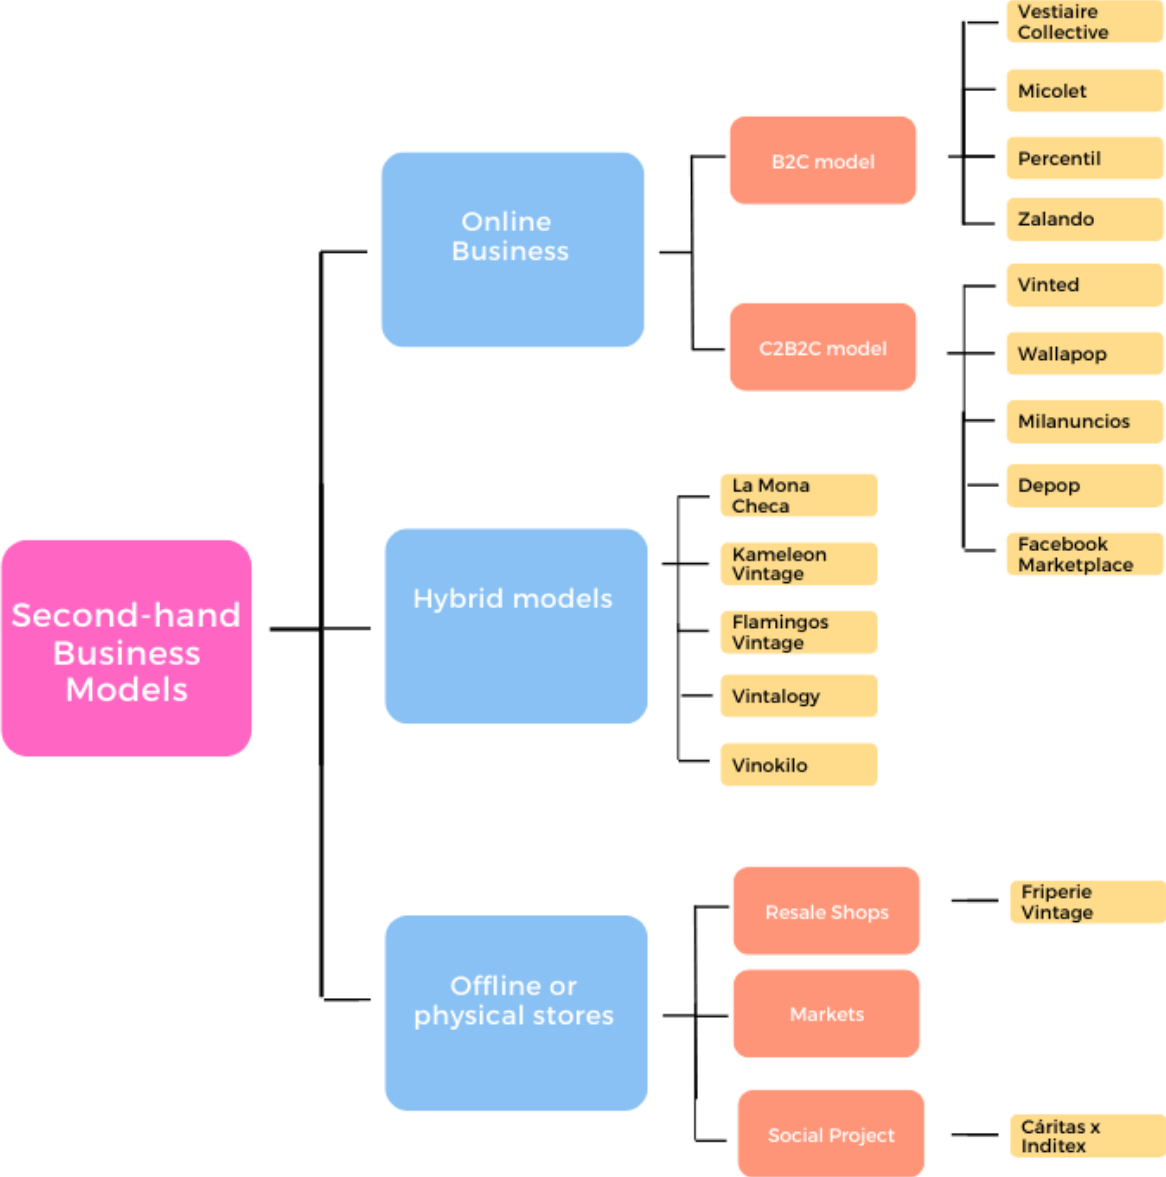 Second-hand
Business
Models
Online
Business
B2C model
Vestiaire
Collective
Micolet
Percentil
Zalando
C2B2C model
Vinted
Wallapop
Milanuncios
Depop
Facebook
Marketplace
Hybrid models
La Mona
Checa
Kameleon
Vintage
Flamingos
Vintage
Vintalogy
Vinokilo
Offline or
physical stores
Resale Shops
Friperie
Vintage
Markets
Social Project
Cáritas x
Inditex